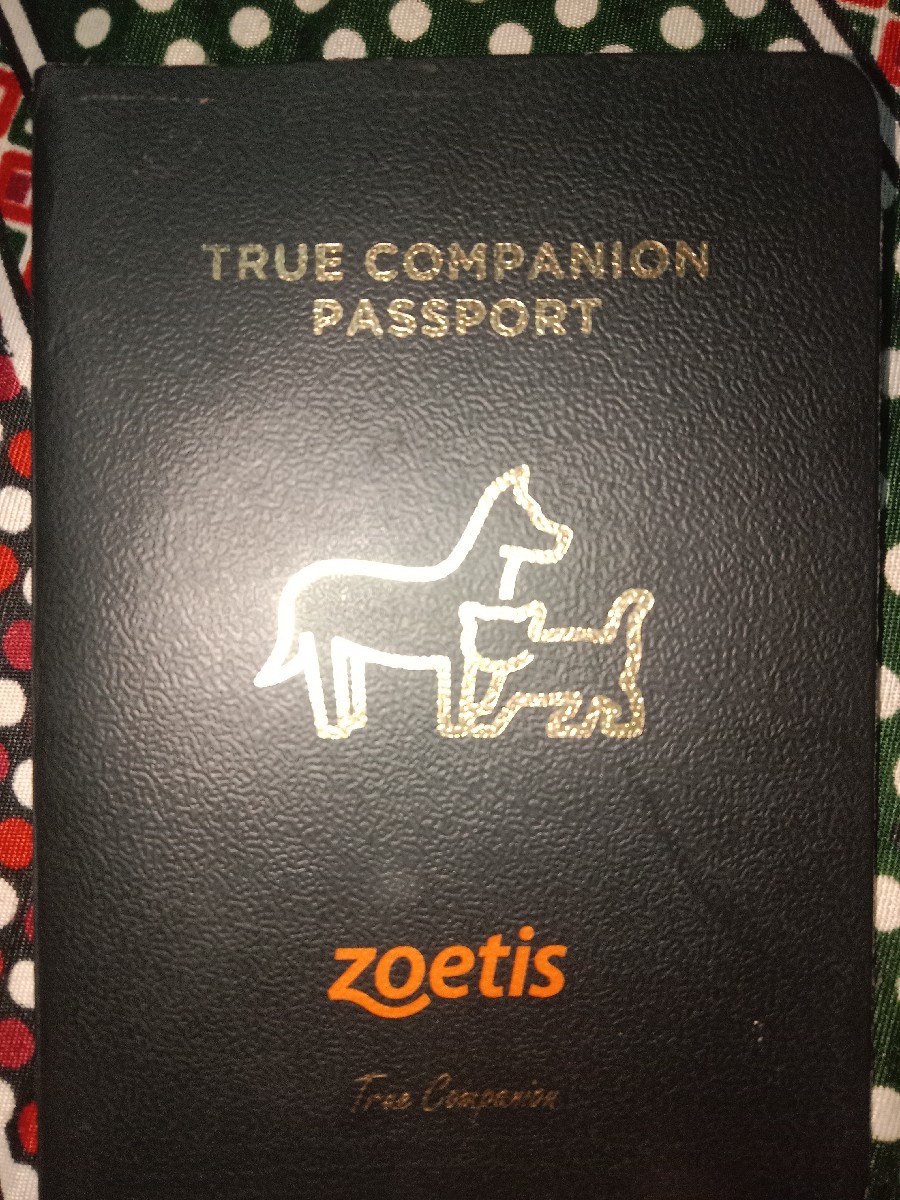 TRUE COMPANION
PASSPORT
zoetis
True Companion